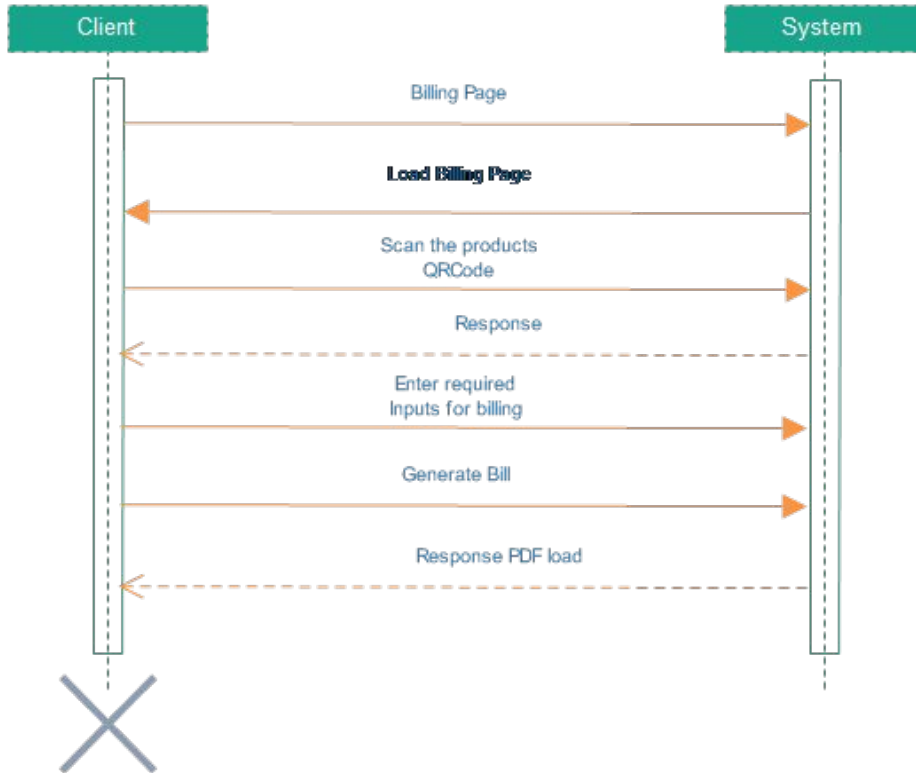 Client
System
Billing Page
Load Billing Page
Scan the products
QRCode
Response
Enter required
Inputs for billing
Generate Bill
Response PDF load